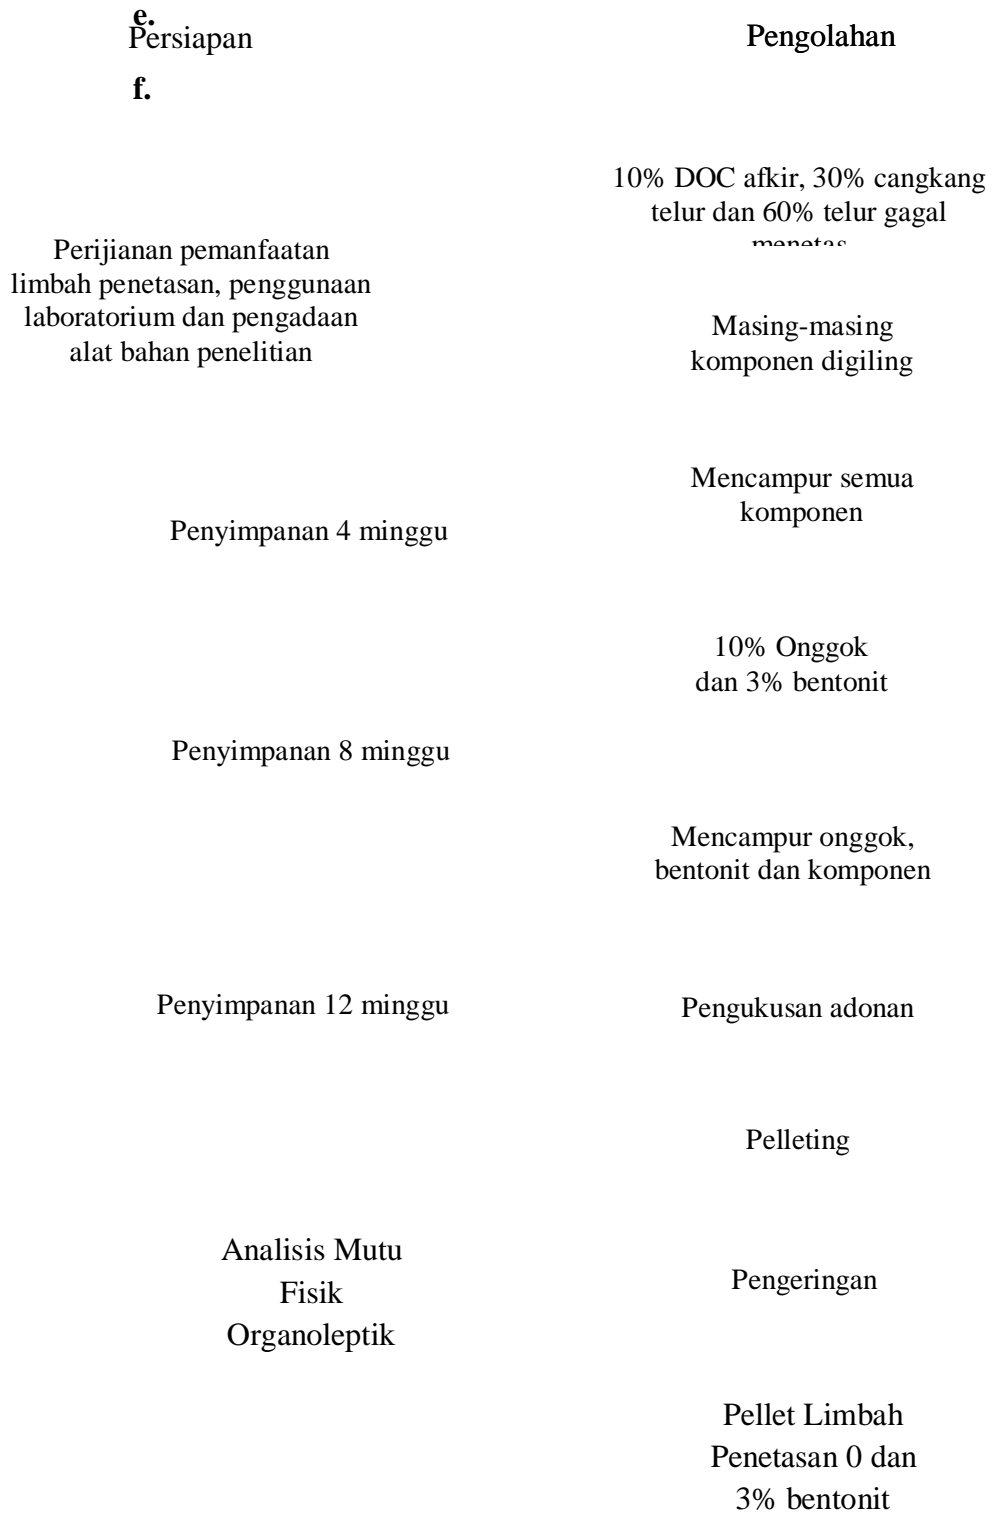 e.
Persiapan
f.
Perijianan pemanfaatan
limbah penetasan, penggunaan
laboratorium dan pengadaan
alat bahan penelitian
Penyimpanan 4 minggu
Penyimpanan 8 minggu
Penyimpanan 12 minggu
Analisis Mutu
Fisik
Organoleptik
Pengolahan
10% DOC afkir, 30% cangkang
telur dan 60% telur gagal
menetas
Masing-masing
komponen digiling
Mencampur semua
komponen
10% Onggok
dan 3% bentonit
Mencampur onggok,
bentonit dan komponen
Pengukusan adonan
Pelleting
Pengeringan
Pellet Limbah
Penetasan 0 dan
3% bentonit